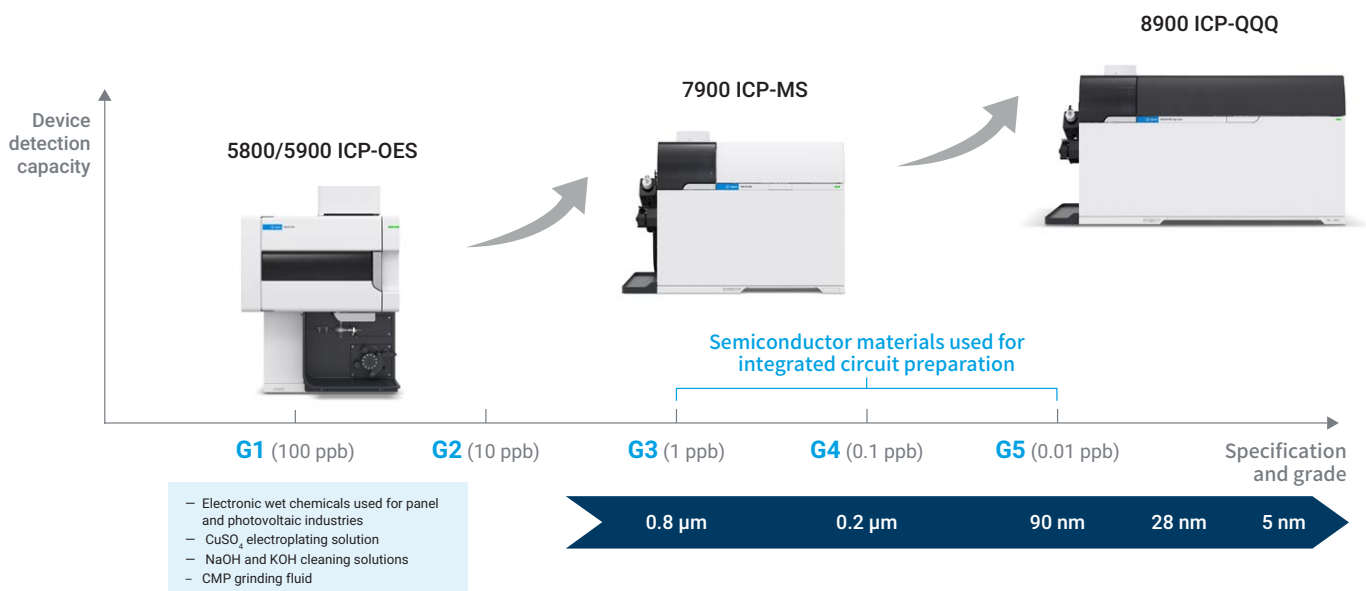 8900 ICP-QQQ
7900 ICP-MS
Device
detection
capacity
5800/5900 ICP-OES
Semiconductor materials used for
integrated circuit preparation
G1 (100 ppb)
G2 (10 ppb)
G3 (1 ppb)
G4 (0.1 ppb)
G5 (0.01 ppb)
Specification
and grade
— Electronic wet chemicals used for panel
and photovoltaic industries
— CuSO₄ electroplating solution
— NaOH and KOH cleaning solutions
– CMP grinding fluid
0.8 µm
0.2 µm
90 nm
28 nm
5 nm